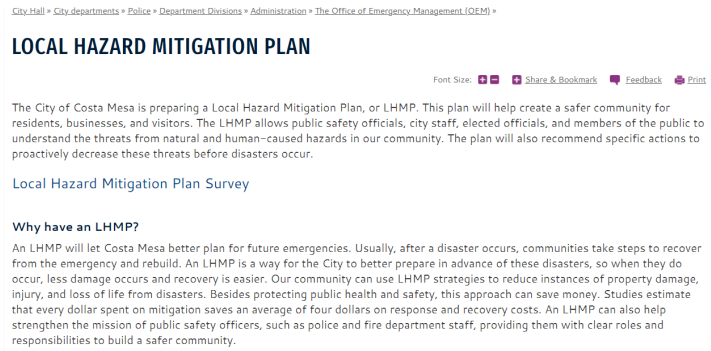 City Hall » City departments » Police » Department Divisions » Administration » The Office of Emergency Management (OEM) »
LOCAL HAZARD MITIGATION PLAN
Font Size: + − + Share & Bookmark Feedback Print
The City of Costa Mesa is preparing a Local Hazard Mitigation Plan, or LHMP. This plan will help create a safer community for
residents, businesses, and visitors. The LHMP allows public safety officials, city staff, elected officials, and members of the public to
understand the threats from natural and human-caused hazards in our community. The plan will also recommend specific actions to
proactively decrease these threats before disasters occur.
Local Hazard Mitigation Plan Survey
Why have an LHMP?
An LHMP will let Costa Mesa better plan for future emergencies. Usually, after a disaster occurs, communities take steps to recover
from the emergency and rebuild. An LHMP is a way for the City to better prepare in advance of these disasters, so when they do
occur, less damage occurs and recovery is easier. Our community can use LHMP strategies to reduce instances of property damage,
injury, and loss of life from disasters. Besides protecting public health and safety, this approach can save money. Studies estimate
that every dollar spent on mitigation saves an average of four dollars on response and recovery costs. An LHMP can also help
strengthen the mission of public safety officers, such as police and fire department staff, providing them with clear roles and
responsibilities to build a safer community.